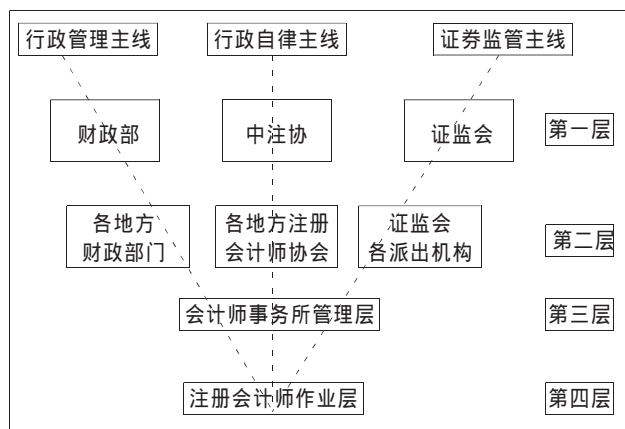 行政管理主线
行政自律主线
证券监管主线
财政部
中注协
证监会
第一层
各地方
财政部门
各地方注册
会计师协会
证监会
各派出机构
第二层
会计师事务所管理层
第三层
注册会计师作业层
第四层